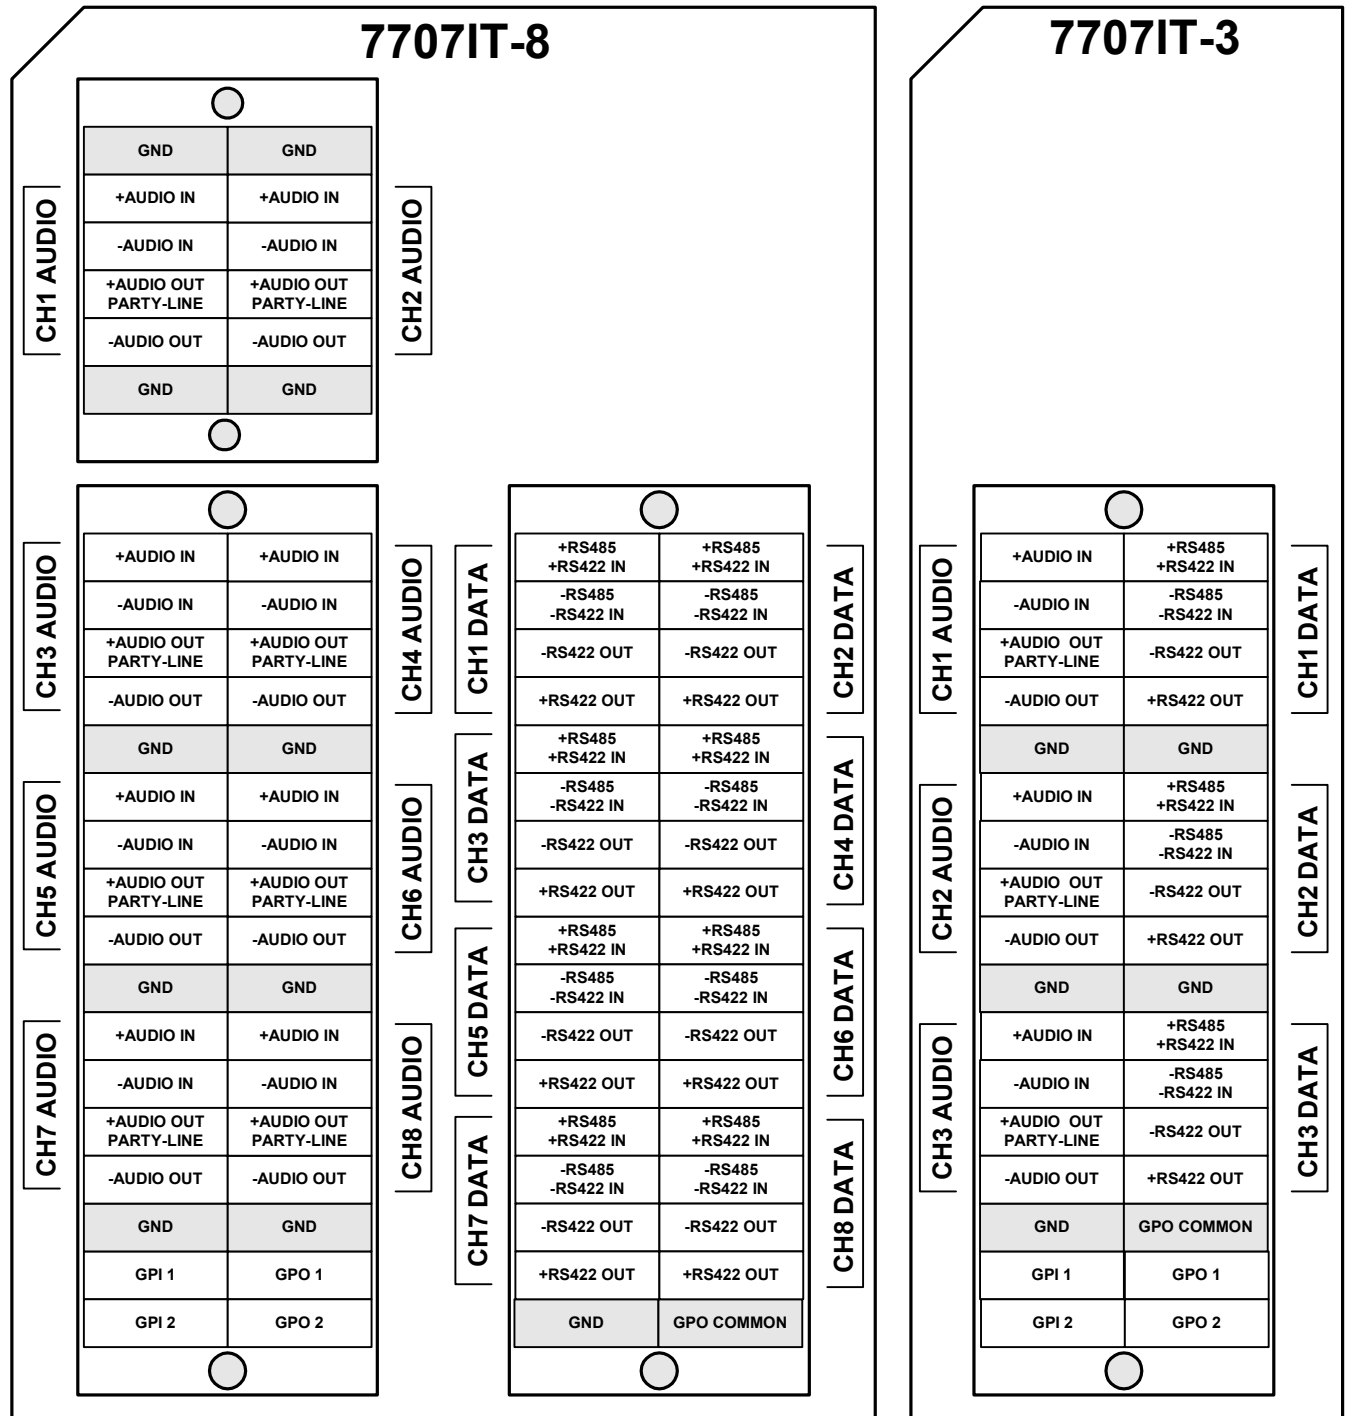 7707IT-8
CH1 AUDIO
GND GND
+AUDIO IN +AUDIO IN
-AUDIO IN -AUDIO IN
+AUDIO OUT +AUDIO OUT
PARTY-LINE PARTY-LINE
-AUDIO OUT -AUDIO OUT
GND GND
CH2 AUDIO
CH3 AUDIO
CH5 AUDIO
CH7 AUDIO
+AUDIO IN +AUDIO IN
-AUDIO IN -AUDIO IN
+AUDIO OUT +AUDIO OUT
PARTY-LINE PARTY-LINE
-AUDIO OUT -AUDIO OUT
GND GND
+AUDIO IN +AUDIO IN
-AUDIO IN -AUDIO IN
+AUDIO OUT +AUDIO OUT
PARTY-LINE PARTY-LINE
-AUDIO OUT -AUDIO OUT
GND GND
+AUDIO IN +AUDIO IN
-AUDIO IN -AUDIO IN
+AUDIO OUT +AUDIO OUT
PARTY-LINE PARTY-LINE
-AUDIO OUT -AUDIO OUT
GND GND
GPI 1 GPO 1
GPI 2 GPO 2
CH4 AUDIO
CH6 AUDIO
CH8 AUDIO
CH1 DATA
CH3 DATA
CH5 DATA
CH7 DATA
+RS485 +RS485
+RS422 IN +RS422 IN
-RS485 -RS485
-RS422 IN -RS422 IN
-RS422 OUT -RS422 OUT
+RS422 OUT +RS422 OUT
+RS485 +RS485
+RS422 IN +RS422 IN
-RS485 -RS485
-RS422 IN -RS422 IN
-RS422 OUT -RS422 OUT
+RS422 OUT +RS422 OUT
+RS485 +RS485
+RS422 IN +RS422 IN
-RS485 -RS485
-RS422 IN -RS422 IN
-RS422 OUT -RS422 OUT
+RS422 OUT +RS422 OUT
+RS485 +RS485
+RS422 IN +RS422 IN
-RS485 -RS485
-RS422 IN -RS422 IN
-RS422 OUT -RS422 OUT
+RS422 OUT +RS422 OUT
GND GPO COMMON
CH2 DATA
CH4 DATA
CH6 DATA
CH8 DATA
7707IT-3
CH1 AUDIO
CH2 AUDIO
CH3 AUDIO
+AUDIO IN +RS485
+RS422 IN
-AUDIO IN -RS485
-RS422 IN
+AUDIO OUT
PARTY-LINE -RS422 OUT
-AUDIO OUT +RS422 OUT
GND GND
+AUDIO IN +RS485
+RS422 IN
-AUDIO IN -RS485
-RS422 IN
+AUDIO OUT
PARTY-LINE -RS422 OUT
-AUDIO OUT +RS422 OUT
GND GND
+AUDIO IN +RS485
+RS422 IN
-AUDIO IN -RS485
-RS422 IN
+AUDIO OUT
PARTY-LINE -RS422 OUT
-AUDIO OUT +RS422 OUT
GND GPO COMMON
GPI 1 GPO 1
GPI 2 GPO 2
CH1 DATA
CH2 DATA
CH3 DATA